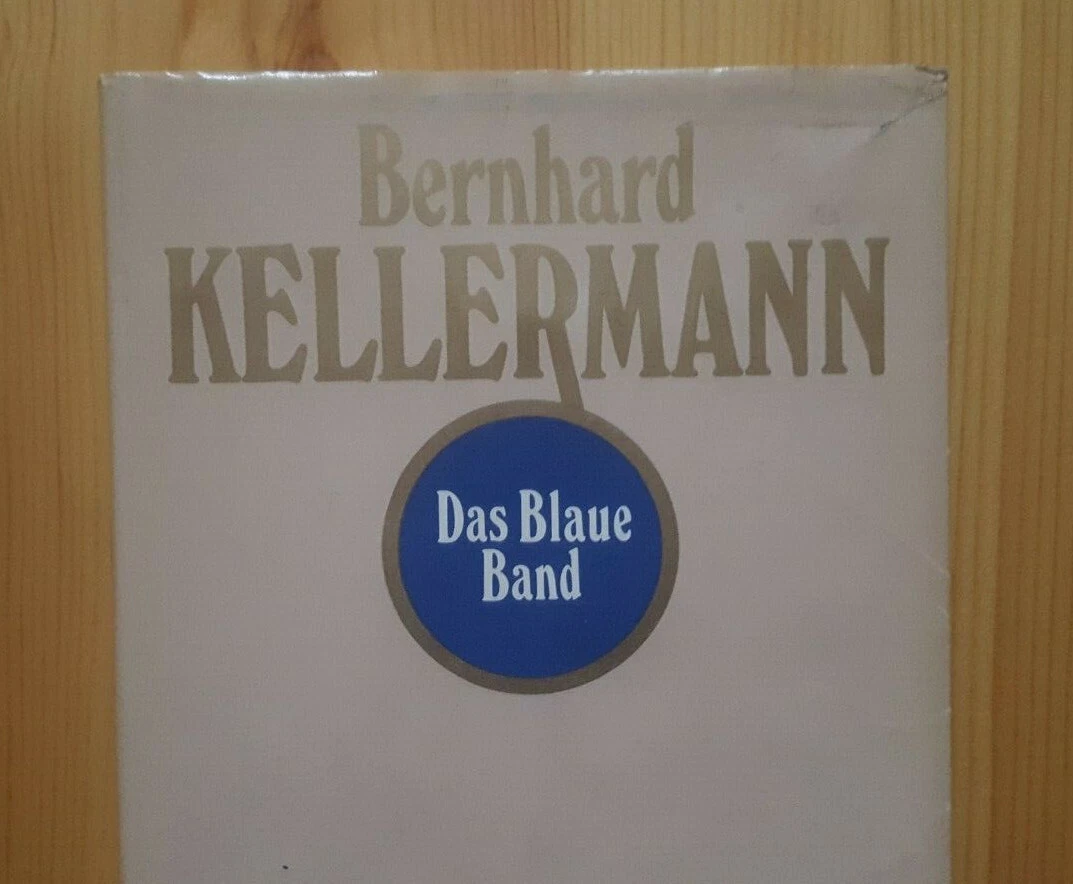 Bernhard
KELLERMANN
Das Blaue
Band